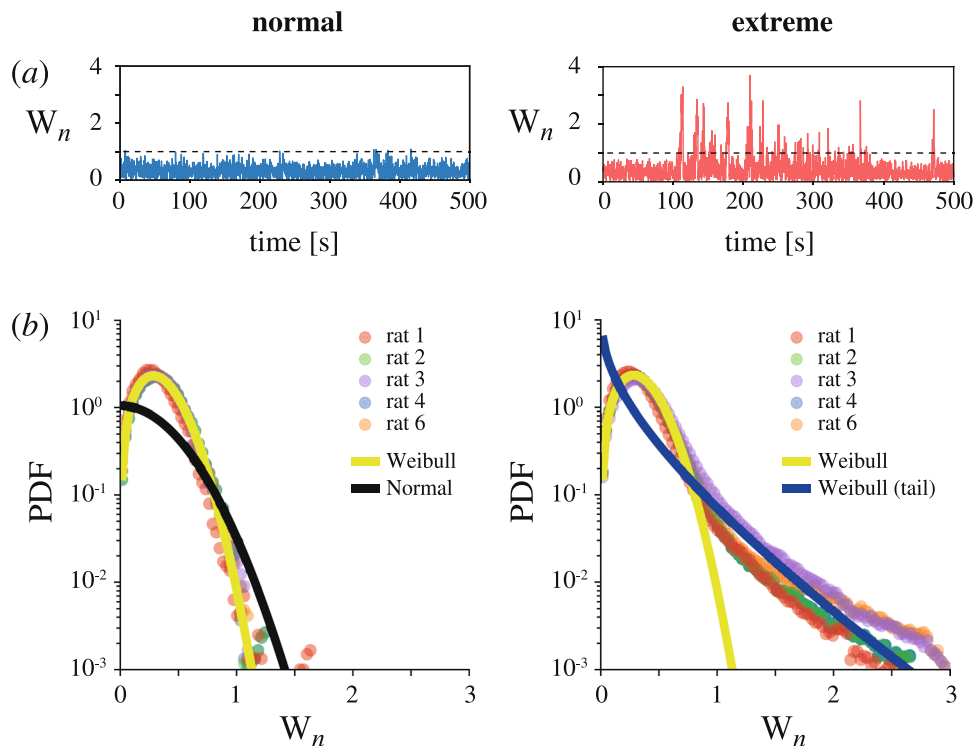 normal
extreme
(a)
W_n
4
2
0
0 100 200 300 400 500
time [s]
W_n
4
2
0
0 100 200 300 400 500
time [s]
(b)
PDF
10^1
10^0
10^-1
10^-2
10^-3
rat 1
rat 2
rat 3
rat 4
rat 6
Weibull
Normal
0 1 2 3
W_n
PDF
10^1
10^0
10^-1
10^-2
10^-3
rat 1
rat 2
rat 3
rat 4
rat 6
Weibull
Weibull (tail)
0 1 2 3
W_n